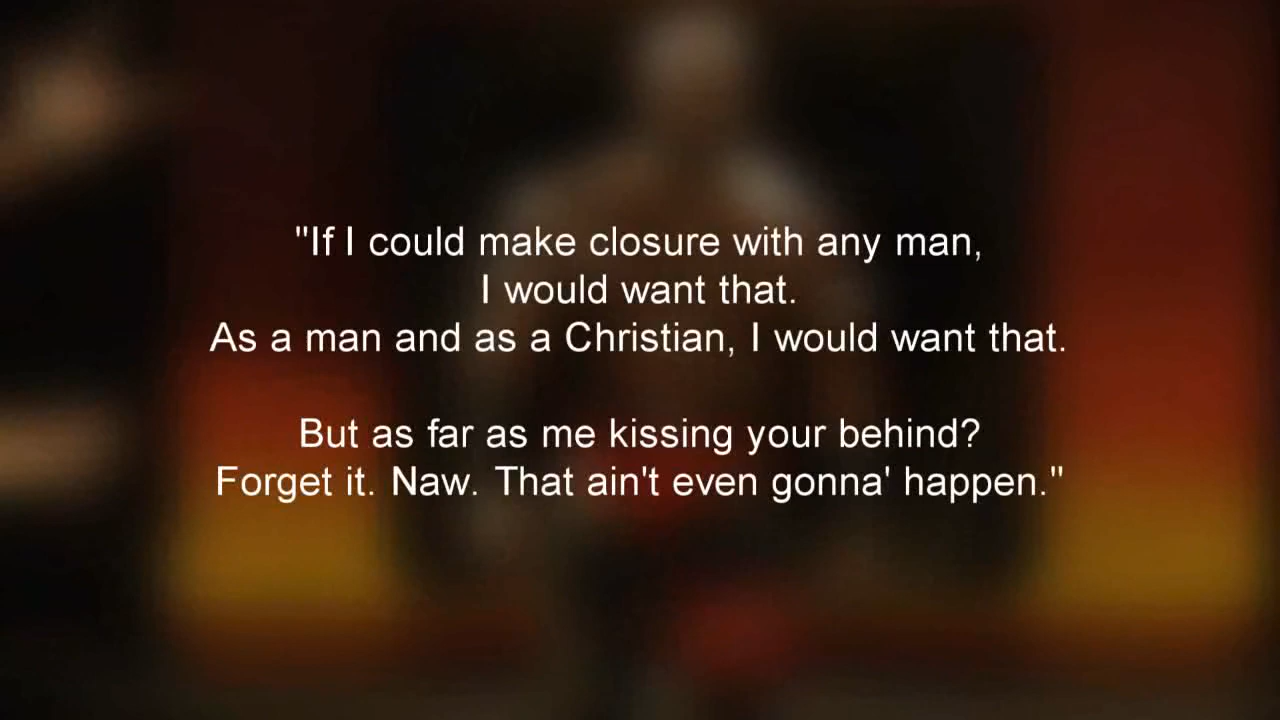 "If I could make closure with any man,
I would want that.
As a man and as a Christian, I would want that.
But as far as me kissing your behind?
Forget it. Naw. That ain't even gonna' happen."